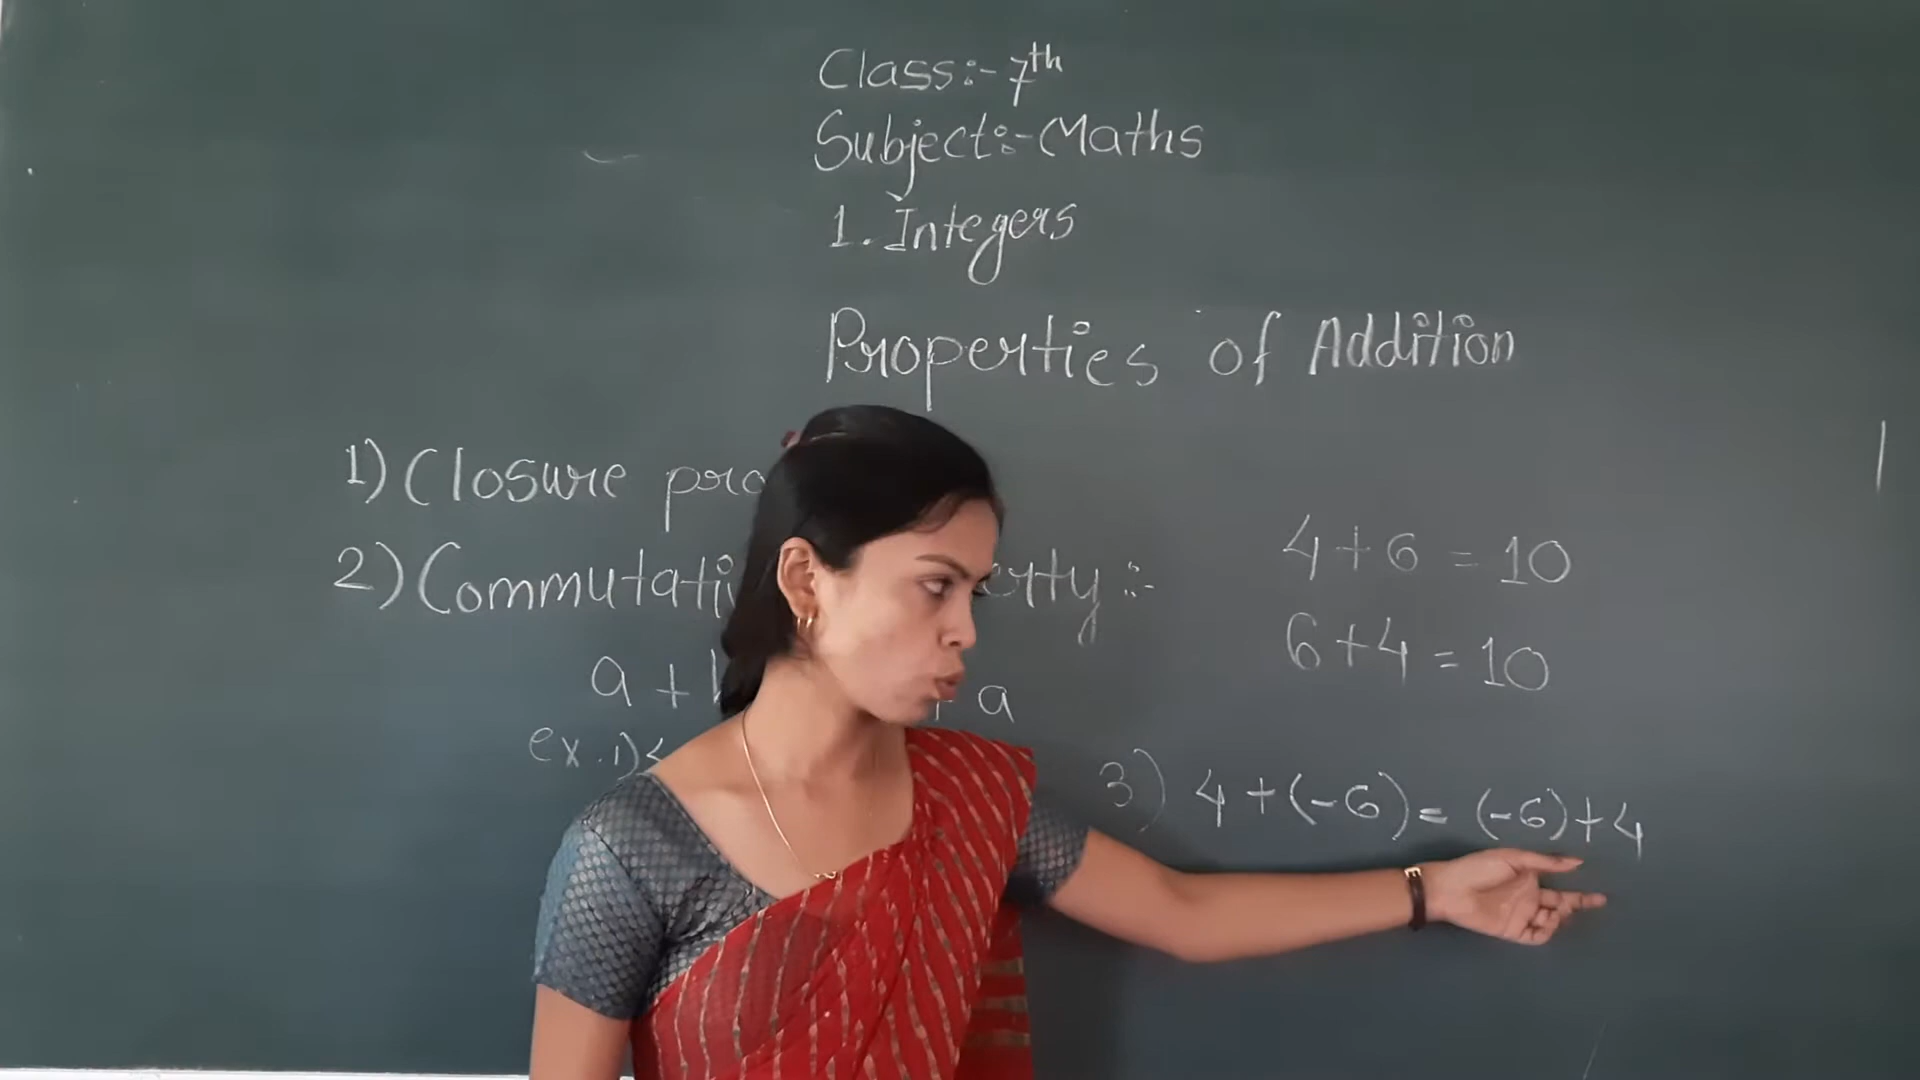 Class:- 7th
Subject:- Maths
1. Integers
Properties of Addition
1) Closure
2) Commutati erty :-
a + a
ex. 1)
4+6 = 10
6+4 = 10
3) 4+(-6) = (-6)+4